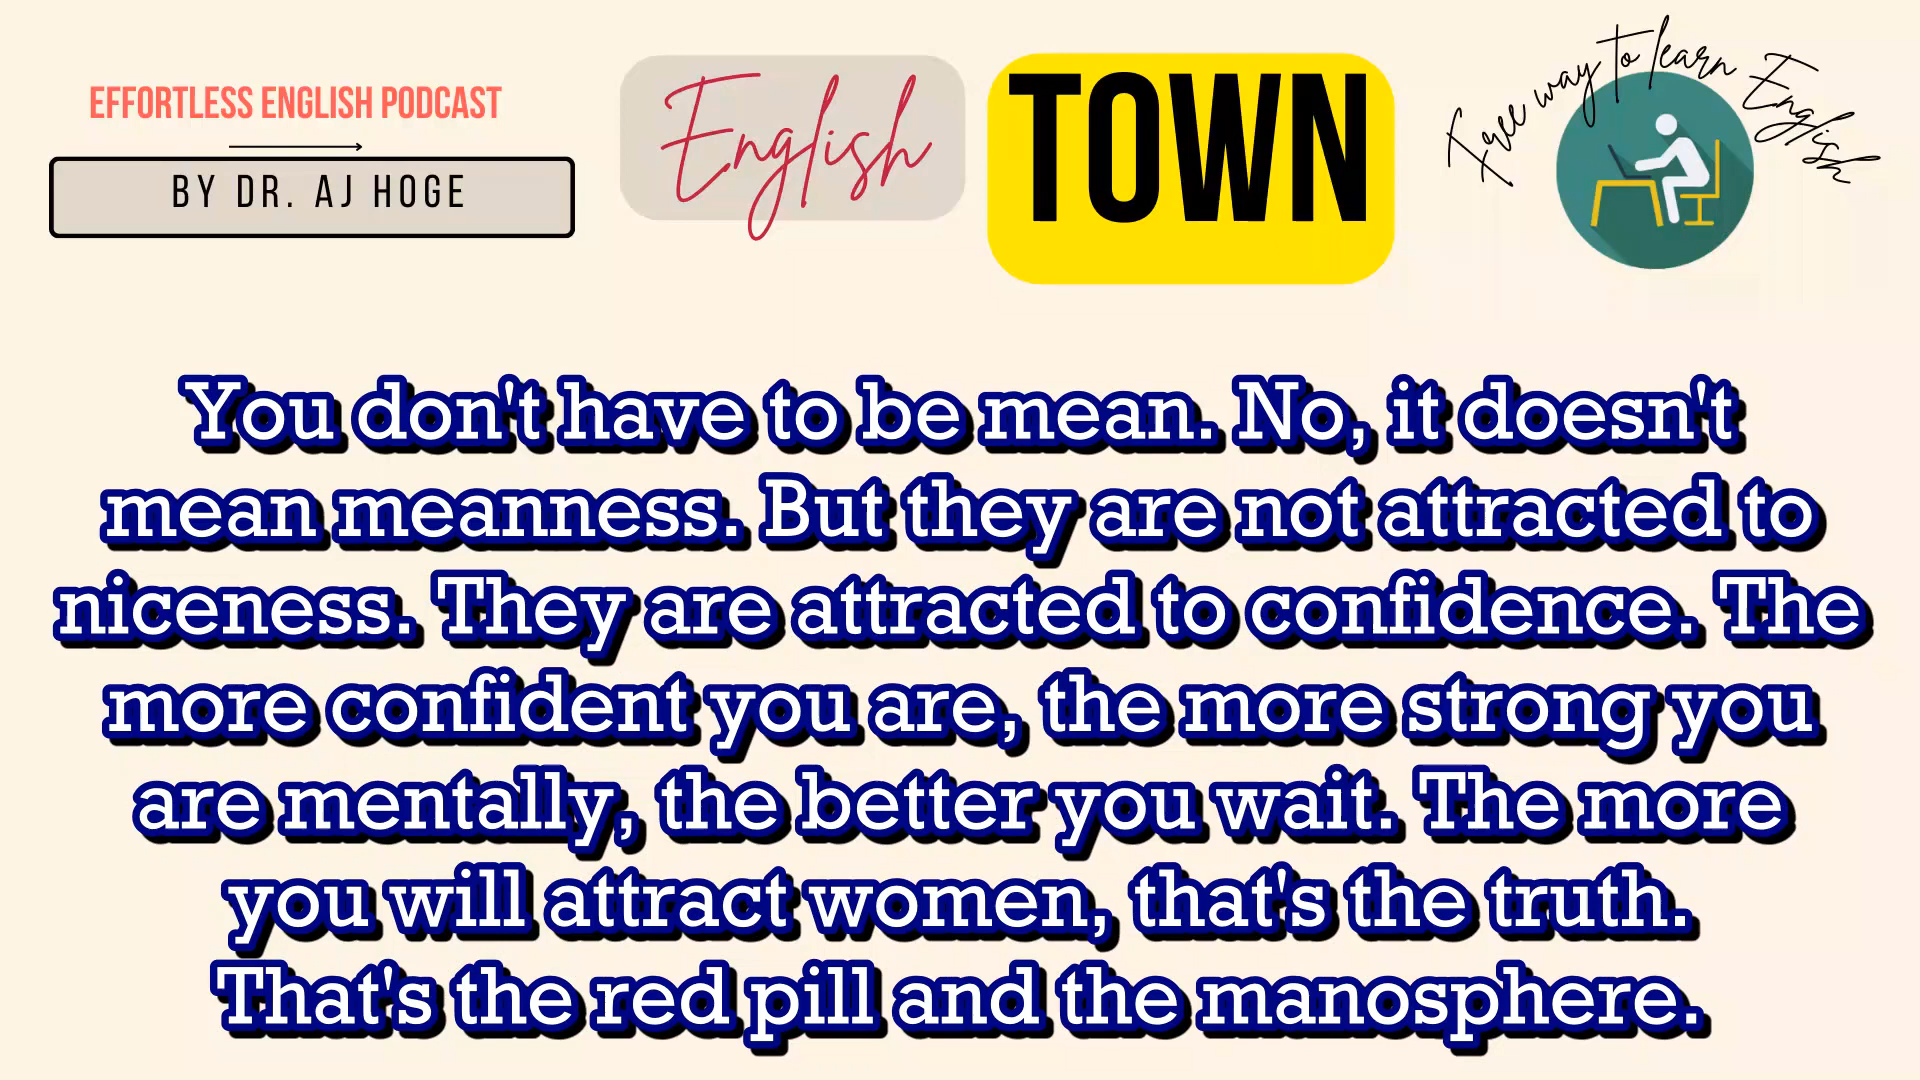 EFFORTLESS ENGLISH PODCAST
BY DR. AJ HOGE
English
TOWN
Free way to learn English
You don't have to be mean. No, it doesn't
mean meanness. But they are not attracted to
niceness. They are attracted to confidence. The
more confident you are, the more strong you
are mentally, the better you wait. The more
you will attract women, that's the truth.
That's the red pill and the manosphere.